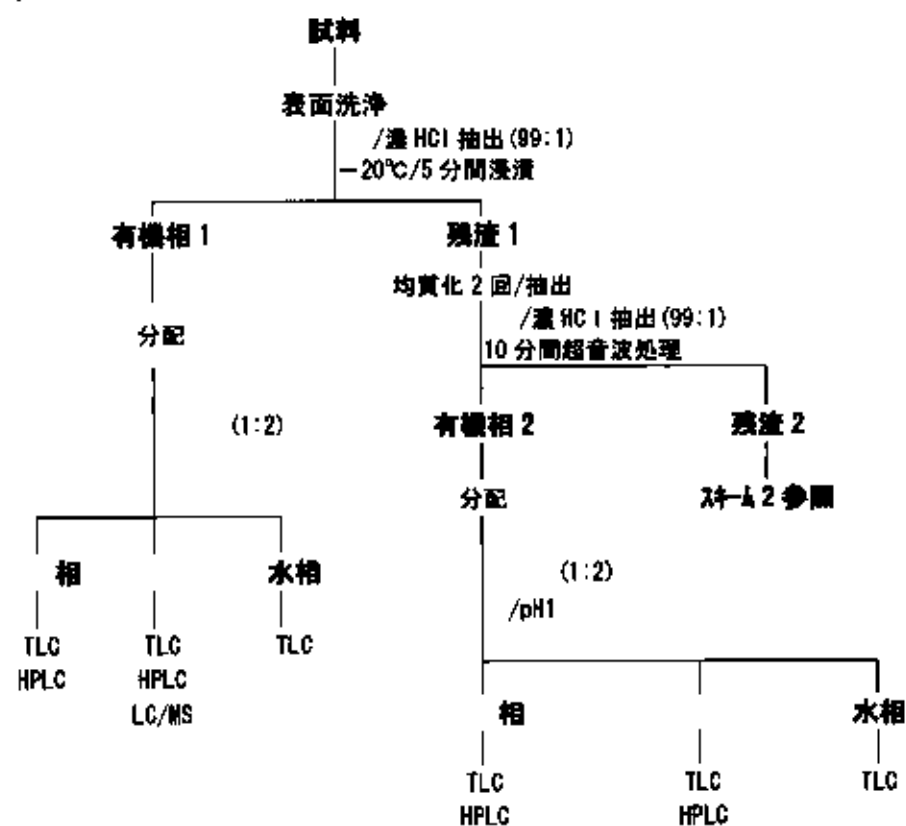 試料
表面洗浄
/濃 HCl 抽出(99:1)
-20℃/5 分間浸漬
有機相 1
残渣 1
均質化 2 回/抽出
/濃 HCl 抽出(99:1)
10 分間超音波処理
分配
(1:2)
有機相 2
残渣 2
分配
スキーム 2 参照
相
水相
(1:2)
/pH1
TLC
TLC
TLC
HPLC
HPLC
LC/MS
相
水相
TLC
TLC
TLC
HPLC
HPLC